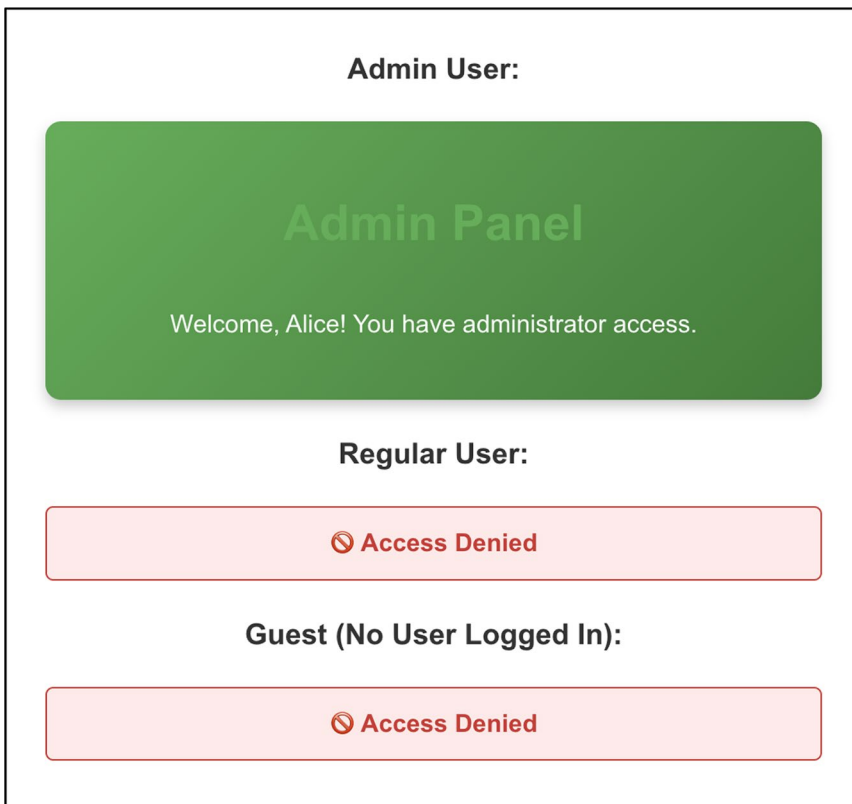 Admin User:
Admin Panel
Welcome, Alice! You have administrator access.
Regular User:
🚫 Access Denied
Guest (No User Logged In):
🚫 Access Denied